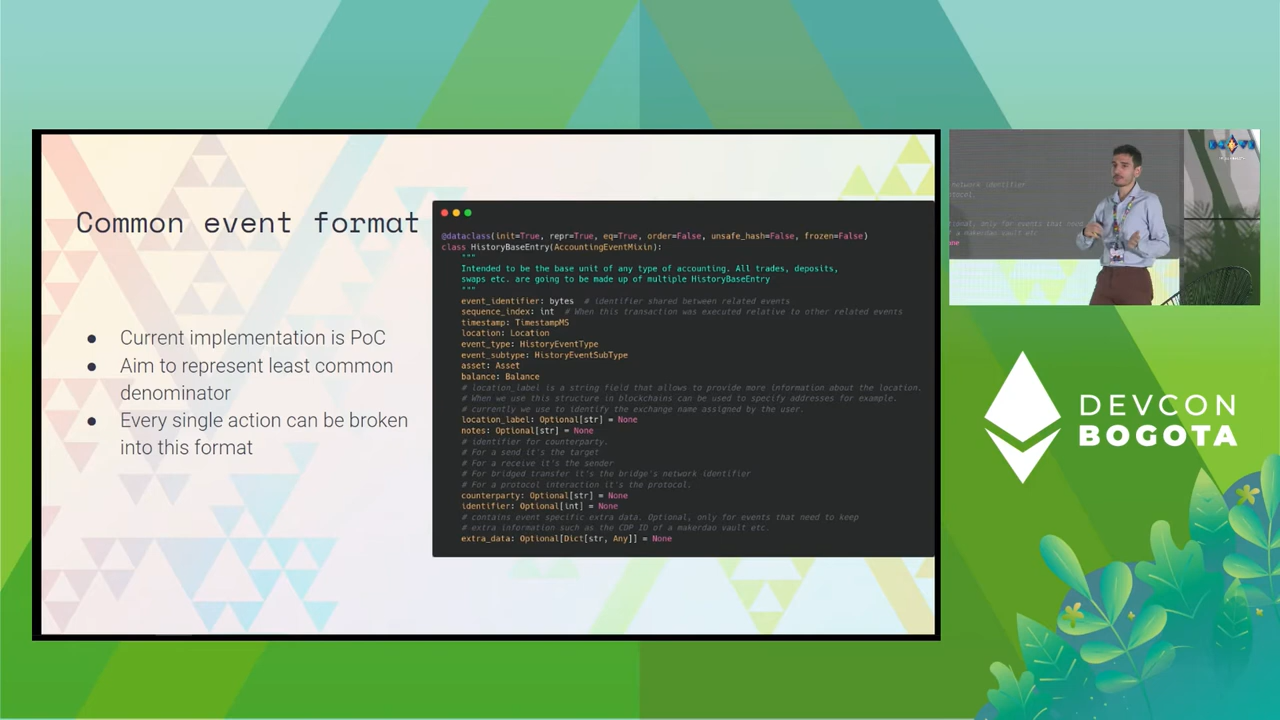 Common event format
● Current implementation is PoC
● Aim to represent least common
denominator
● Every single action can be broken
into this format
@dataclass(init=True, repr=True, eq=True, order=False, unsafe_hash=False, frozen=False)
class HistoryBaseEntry(AccountingEventMixin):
"""
Intended to be the base unit of any type of accounting. All trades, deposits,
swaps etc. are going to be made up of multiple HistoryBaseEntry
"""
event_identifier: bytes # identifier shared between related events
sequence_index: int # When this transaction was executed relative to other related events
timestamp: TimestampMS
location: Location
event_type: HistoryEventType
event_subtype: HistoryEventSubType
asset: Asset
balance: Balance
# location_label is a string field that allows to provide more information about the location.
# When we use this structure in blockchains can be used to specify addresses for example.
# currently we use to identify the exchange name assigned by the user.
location_label: Optional[str] = None
notes: Optional[str] = None
# identifier for counterparty.
# For a send it's the target
# For a receive it's the sender
# For bridged transfer it's the bridge's network identifier
# For a protocol interaction it's the protocol.
counterparty: Optional[str] = None
identifier: Optional[int] = None
# contains event specific extra data. Optional, only for events that need to keep
# extra information such as the CDP ID of a makerdao vault etc.
extra_data: Optional[Dict[str, Any]] = None
network identifier
DEVCON
BOGOTA